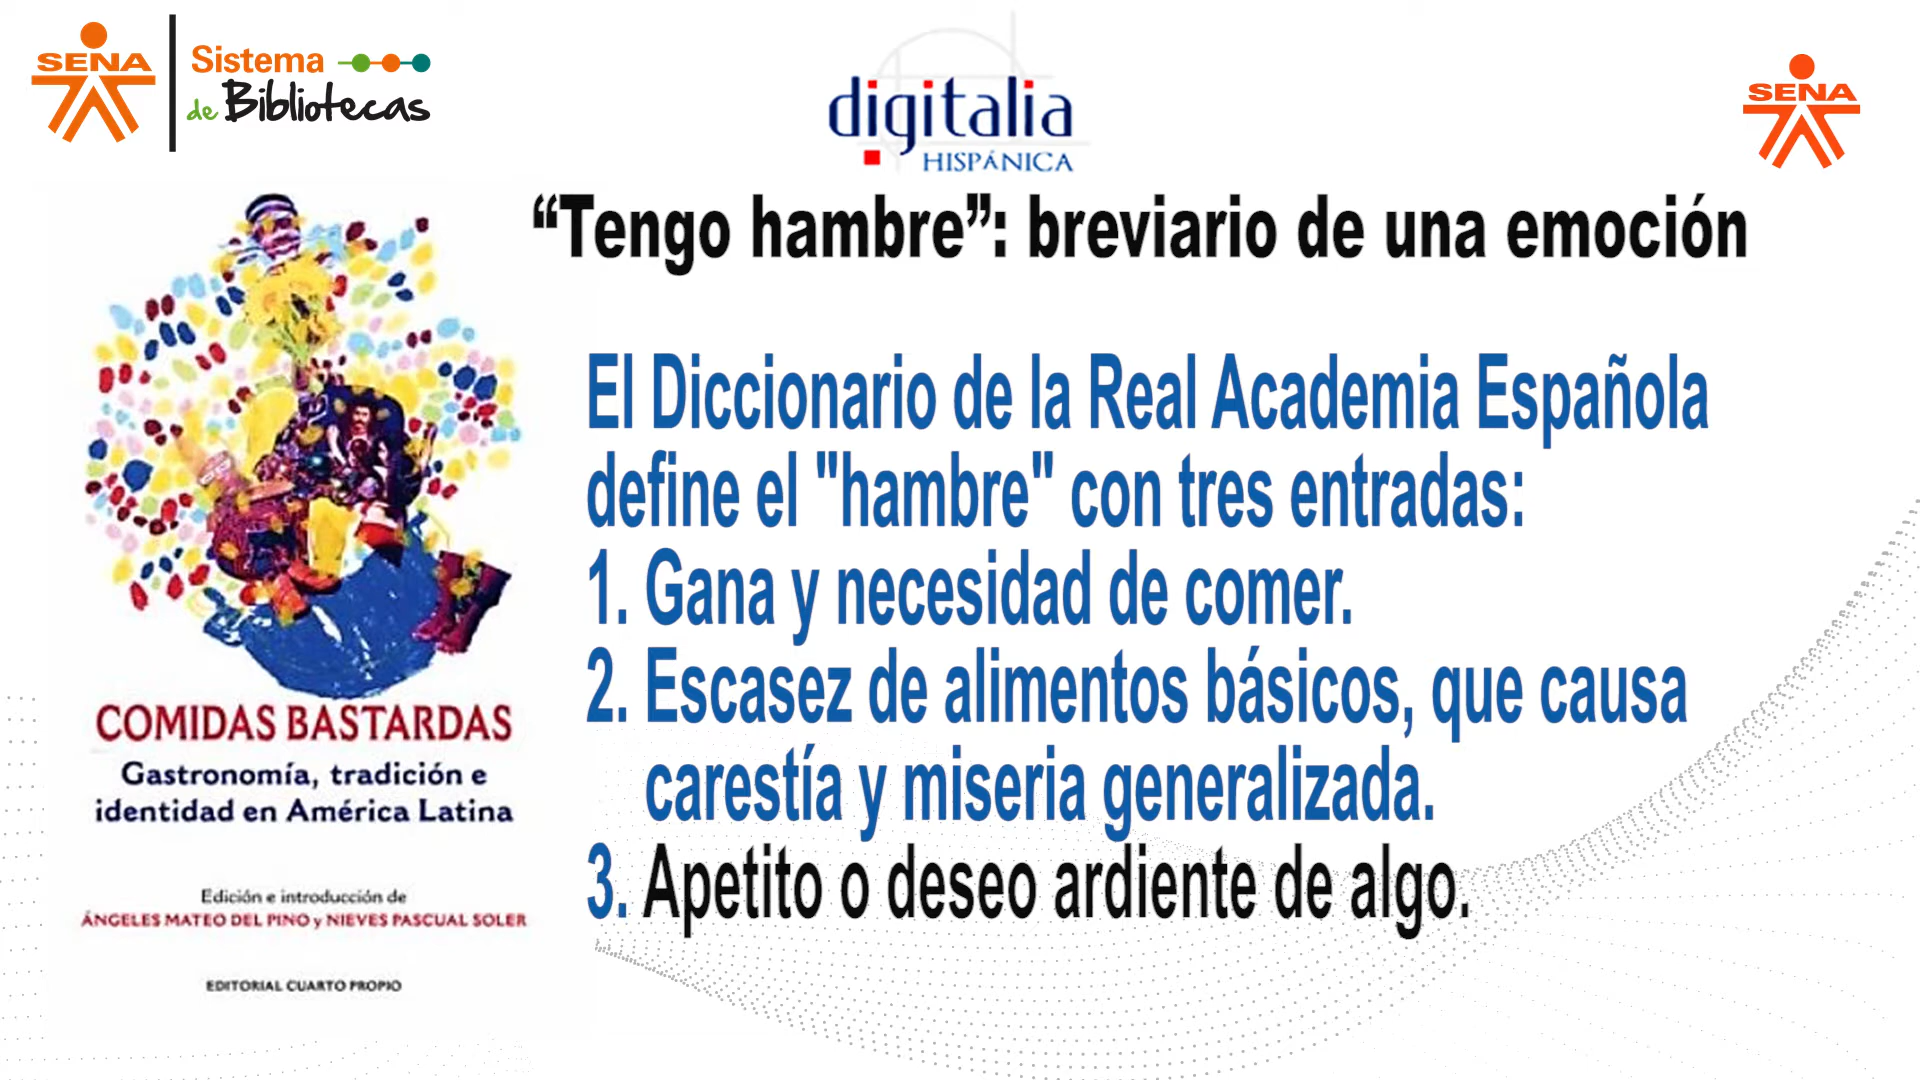 SENA
Sistema
de Bibliotecas
digitalia
HISPÁNICA
SENA
“Tengo hambre”: breviario de una emoción
El Diccionario de la Real Academia Española
define el "hambre" con tres entradas:
1. Gana y necesidad de comer.
2. Escasez de alimentos básicos, que causa
carestía y miseria generalizada.
3. Apetito o deseo ardiente de algo.
COMIDAS BASTARDAS
Gastronomía, tradición e
identidad en América Latina
Edición e introducción de
ÁNGELES MATEO DEL PINO y NIEVES PASCUAL SOLER
EDITORIAL CUARTO PROPIO